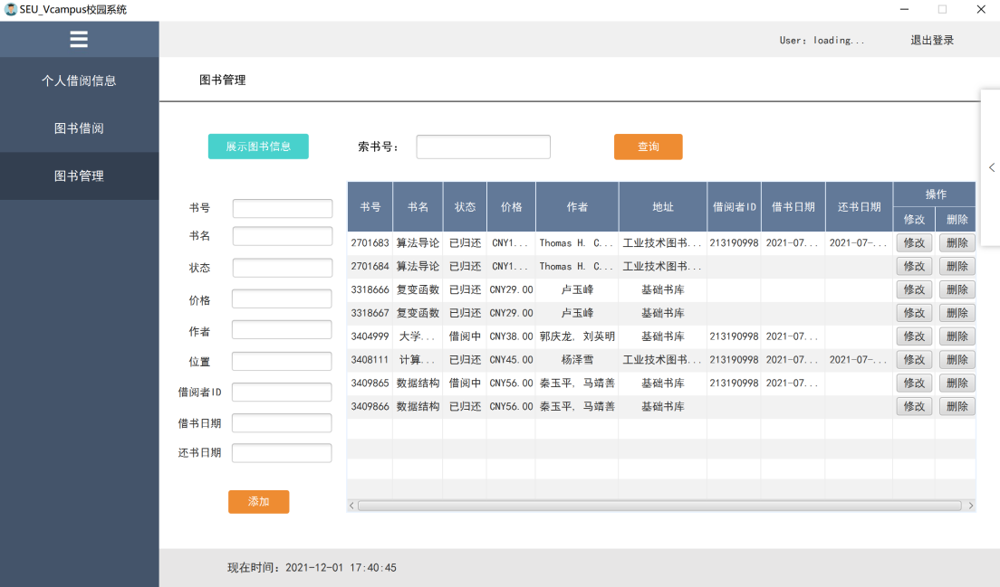 SEU_Vcampus校园系统
User：loading...
退出登录
个人借阅信息
图书借阅
图书管理
图书管理
展示图书信息
索书号：
查询
书号
书名
状态
价格
作者
位置
借阅者ID
借书日期
还书日期
添加
书号 书名 状态 价格 作者 地址 借阅者ID 借书日期 还书日期 操作
修改 删除
2701683 算法导论 已归还 CNY1... Thomas H. C... 工业技术图书... 213190998 2021-07... 2021-07-... 修改 删除
2701684 算法导论 已归还 CNY1... Thomas H. C... 工业技术图书... 修改 删除
3318666 复变函数 已归还 CNY29.00 卢玉峰 基础书库 修改 删除
3318667 复变函数 已归还 CNY29.00 卢玉峰 基础书库 修改 删除
3404999 大学... 借阅中 CNY38.00 郭庆龙, 刘英明 基础书库 213190998 2021-07... 修改 删除
3408111 计算... 已归还 CNY45.00 杨泽雪 工业技术图书... 213190998 2021-07... 2021-07-... 修改 删除
3409865 数据结构 借阅中 CNY56.00 秦玉平, 马靖善 基础书库 213190998 2021-07... 修改 删除
3409866 数据结构 已归还 CNY56.00 秦玉平, 马靖善 基础书库 修改 删除
现在时间：2021-12-01 17:40:45